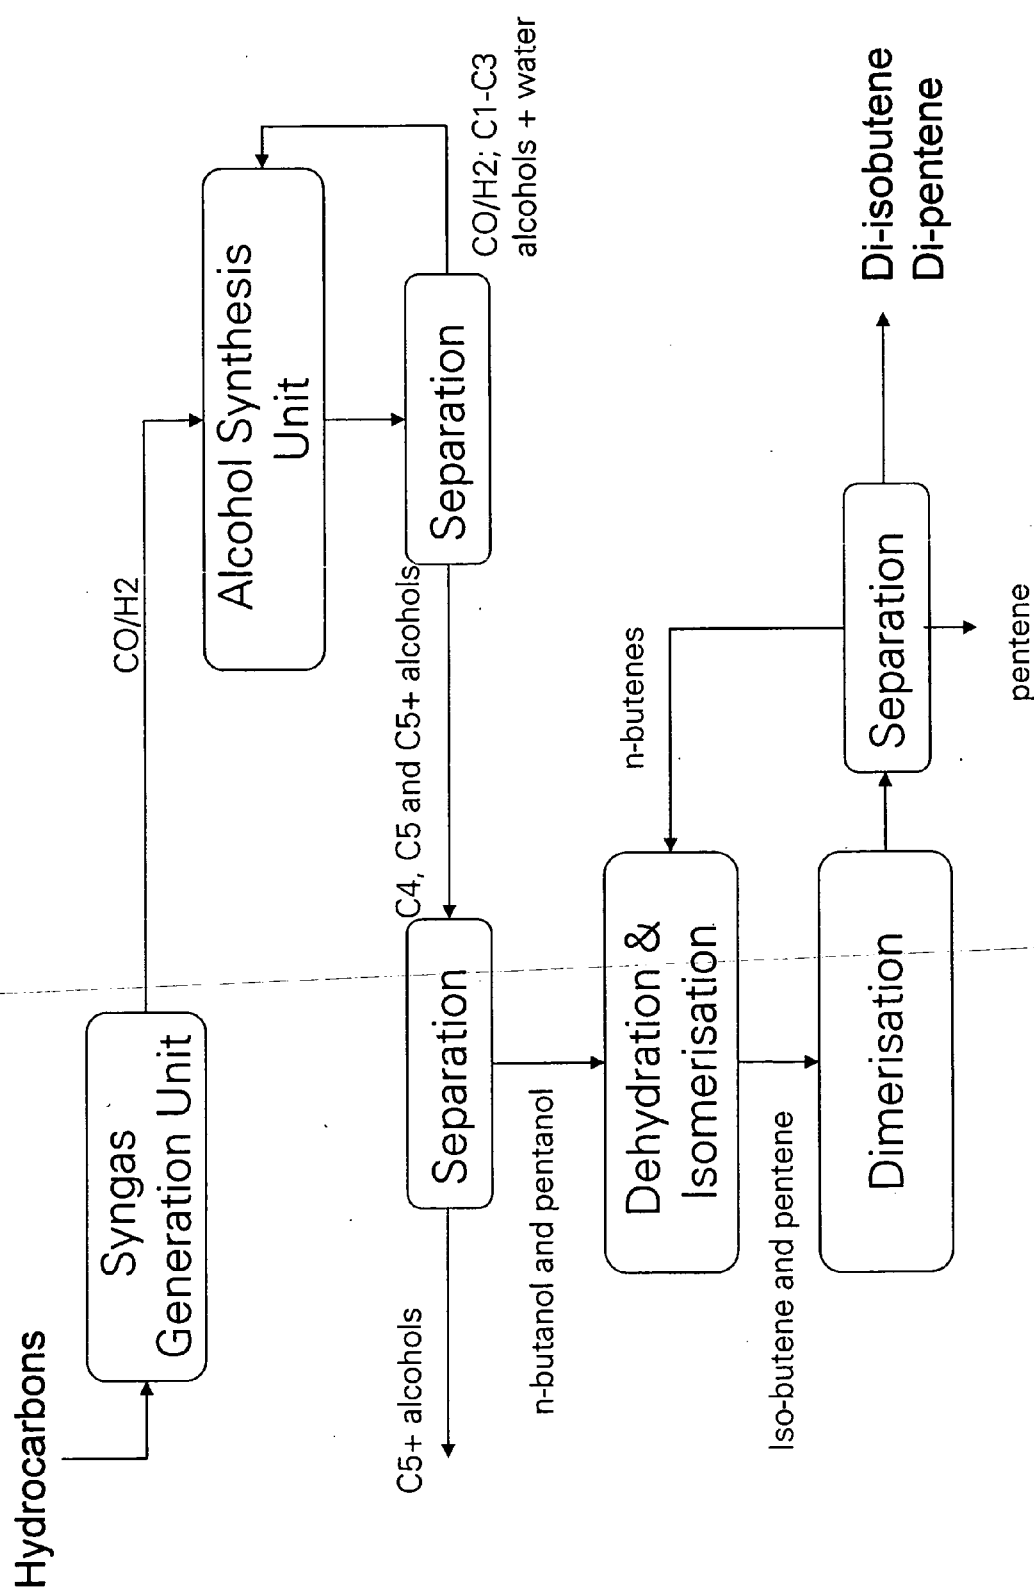 Hydrocarbons
Syngas
Generation Unit
CO/H2
Alcohol Synthesis
Unit
Separation
CO/H2; C1-C3
alcohols + water
C4, C5 and C5+ alcohols
Separation
C5+ alcohols
n-butanol and pentanol
Dehydration &
Isomerisation
n-butenes
Iso-butene and pentene
Dimerisation
Separation
pentene
Di-isobutene
Di-pentene